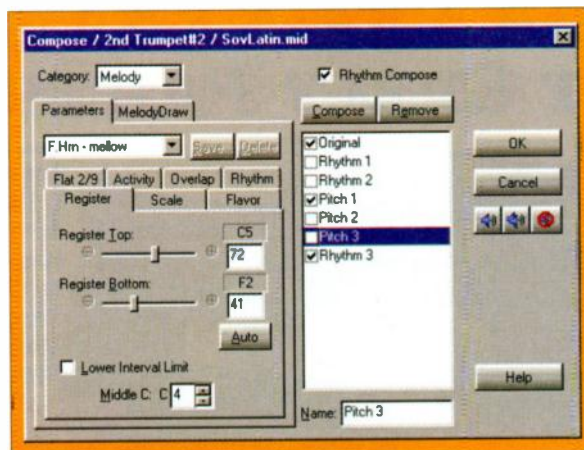 Compose / 2nd Trumpet#2 / SovLatin.mid
Category: Melody
Rhythm Compose
Parameters MelodyDraw
Compose Remove
F.Hrn - mellow Save Delete
Flat 2/9 Activity Overlap Rhythm
Register Scale Flavor
Register Top: C5
72
Register Bottom: F2
41
Auto
Lower Interval Limit
Middle C: C 4
Original
Rhythm 1
Rhythm 2
Pitch 1
Pitch 2
Pitch 3
Rhythm 3
Name: Pitch 3
OK
Cancel
Help